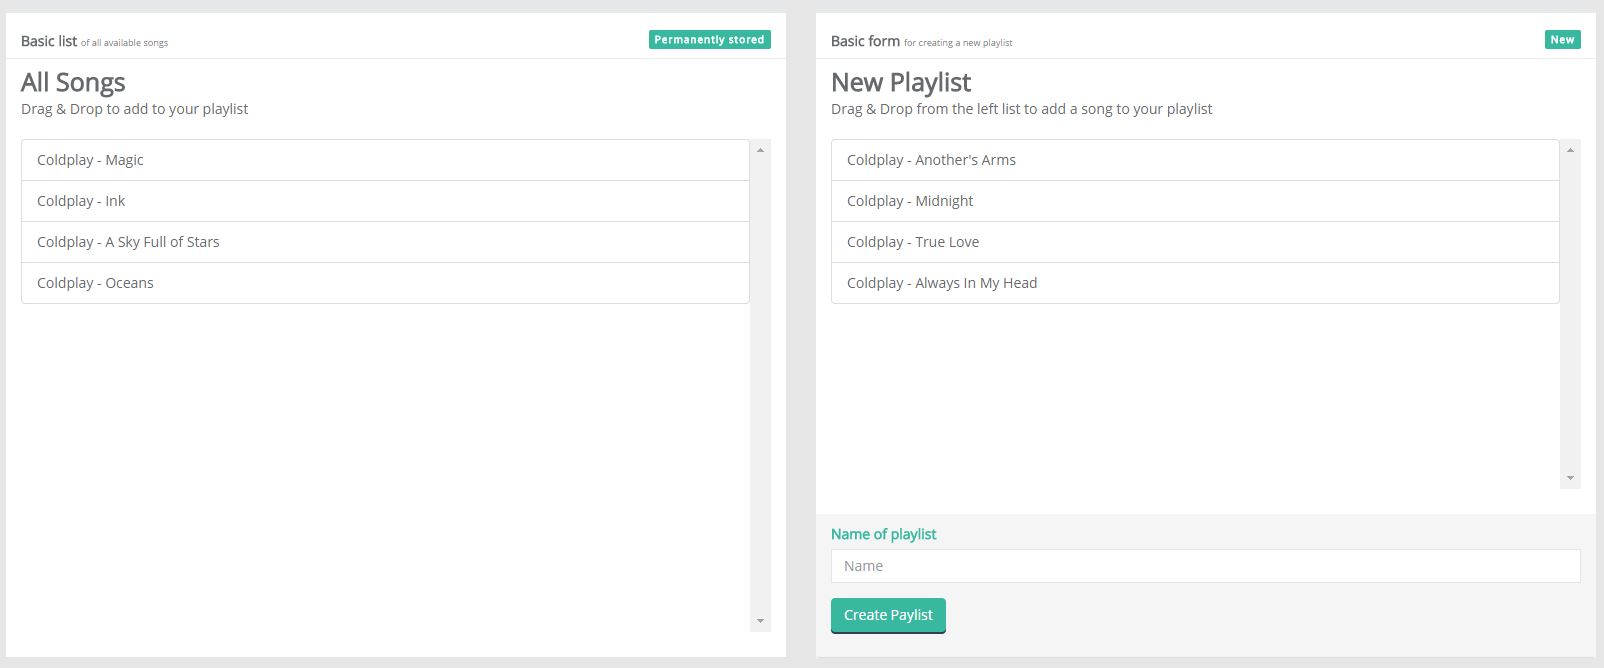 Basic list of all available songs
Permanently stored
All Songs
Drag & Drop to add to your playlist
Coldplay - Magic
Coldplay - Ink
Coldplay - A Sky Full of Stars
Coldplay - Oceans
Basic form for creating a new playlist
New
New Playlist
Drag & Drop from the left list to add a song to your playlist
Coldplay - Another's Arms
Coldplay - Midnight
Coldplay - True Love
Coldplay - Always In My Head
Name of playlist
Name
Create Paylist